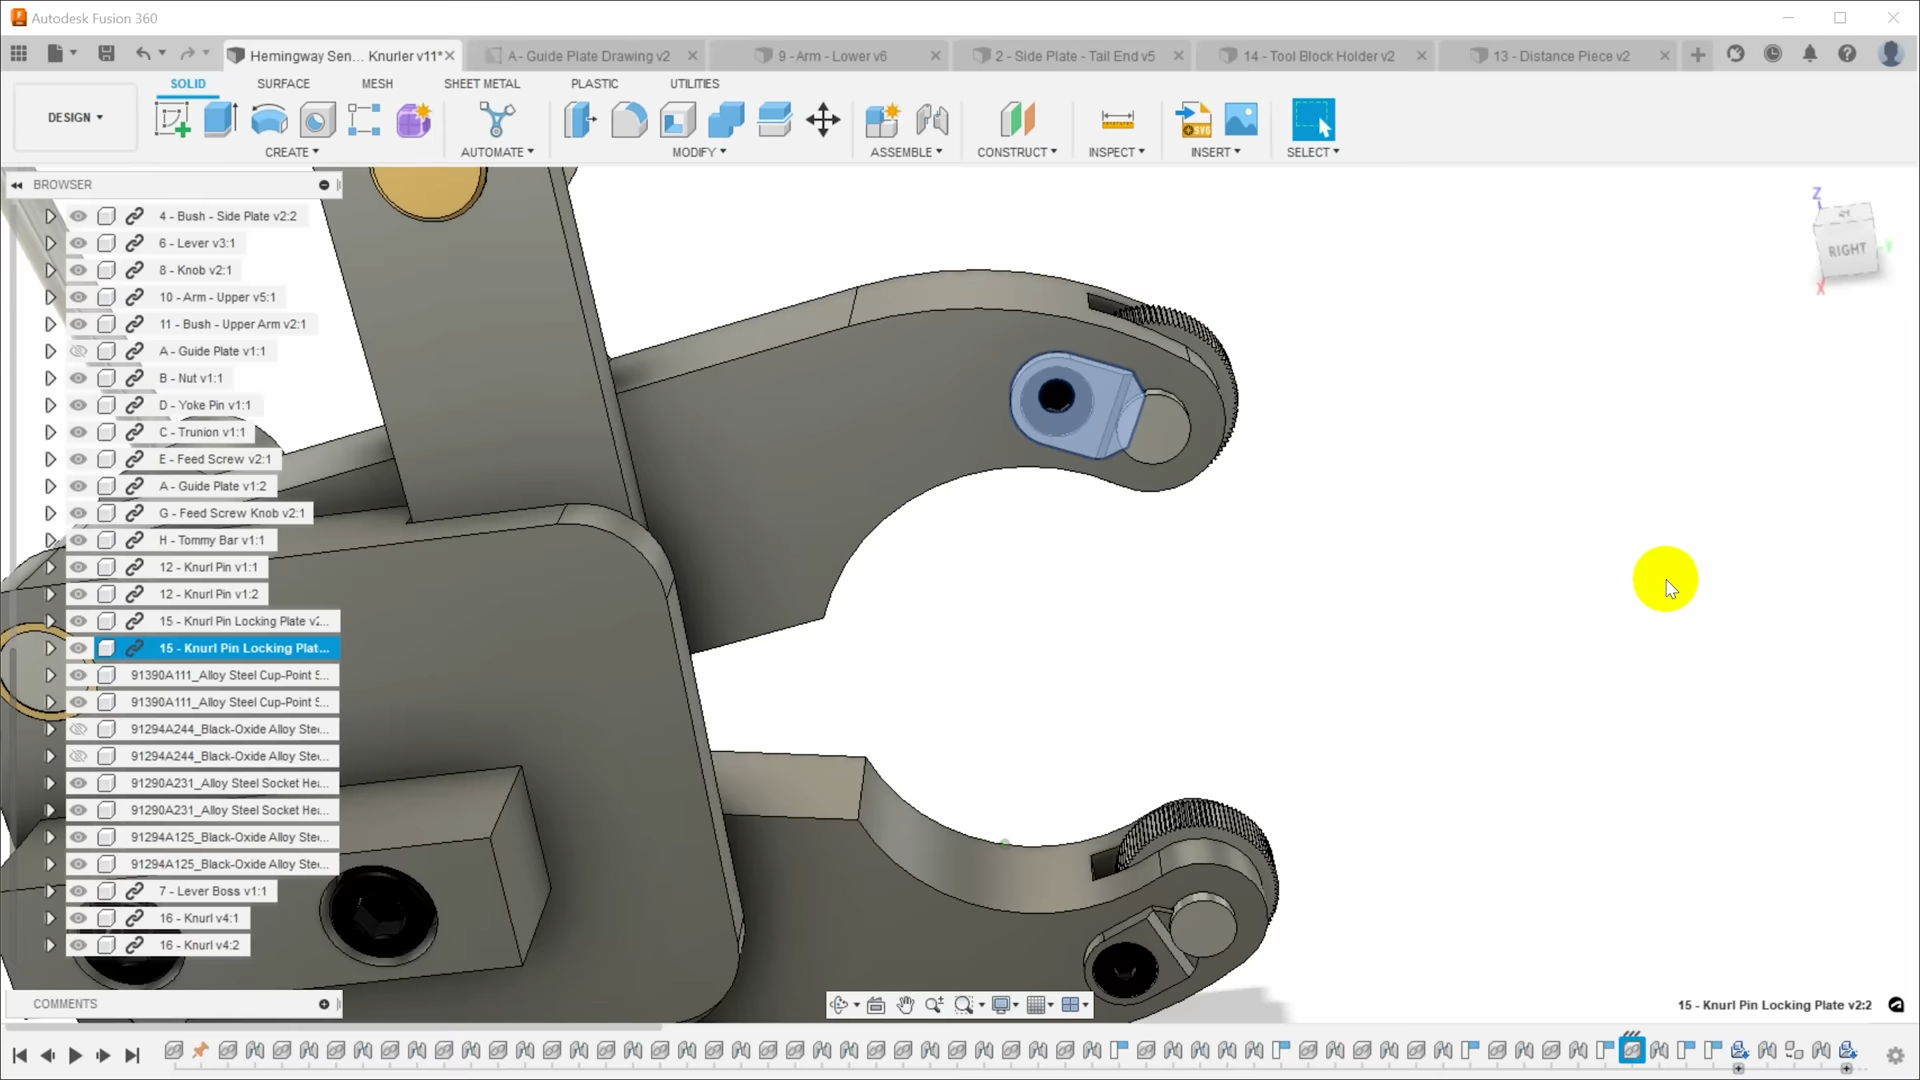 Autodesk Fusion 360
Hemingway Sen... Knurler v11*
A - Guide Plate Drawing v2
9 - Arm - Lower v6
2 - Side Plate - Tail End v5
14 - Tool Block Holder v2
13 - Distance Piece v2
SOLID
SURFACE
MESH
SHEET METAL
PLASTIC
UTILITIES
DESIGN
SVG
CREATE
AUTOMATE
MODIFY
ASSEMBLE
CONSTRUCT
INSPECT
INSERT
SELECT
BROWSER
4 - Bush - Side Plate v2:2
6 - Lever v3:1
8 - Knob v2:1
10 - Arm - Upper v5:1
11 - Bush - Upper Arm v2:1
A - Guide Plate v1:1
B - Nut v1:1
D - Yoke Pin v1:1
C - Trunion v1:1
E - Feed Screw v2:1
A - Guide Plate v1:2
G - Feed Screw Knob v2:1
H - Tommy Bar v1:1
12 - Knurl Pin v1:1
12 - Knurl Pin v1:2
15 - Knurl Pin Locking Plate v2...
15 - Knurl Pin Locking Plat...
91390A111_Alloy Steel Cup-Point S...
91390A111_Alloy Steel Cup-Point S...
91294A244_Black-Oxide Alloy Stee...
91294A244_Black-Oxide Alloy Stee...
91290A231_Alloy Steel Socket Hea...
91290A231_Alloy Steel Socket Hea...
91294A125_Black-Oxide Alloy Stee...
91294A125_Black-Oxide Alloy Stee...
7 - Lever Boss v1:1
16 - Knurl v4:1
16 - Knurl v4:2
COMMENTS
Z
RIGHT
Y
X
15 - Knurl Pin Locking Plate v2:2